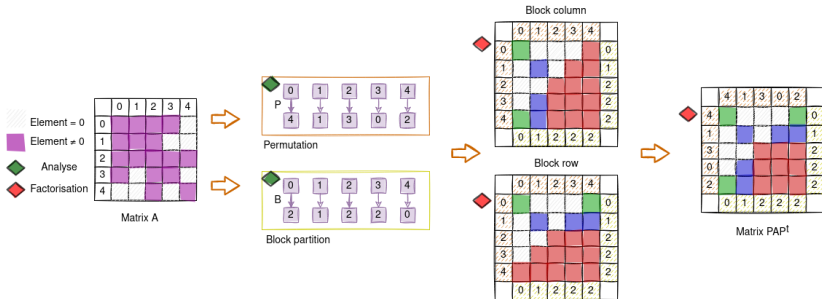 Element = 0
Element ≠ 0
Analyse
Factorisation
0 1 2 3 4
0
1
2
3
4
Matrix A
0 1 2 3 4
P
4 1 3 0 2
Permutation
0 1 2 3 4
B
2 1 2 2 0
Block partition
Block column
0 1 2 3 4
0 0
1 1
2 2
3 2
4 2
0 1 2 2 2
Block row
0 1 2 3 4
0 0
1 1
2 2
3 2
4 2
0 1 2 2 2
4 1 3 0 2
4 0
1 1
3 2
0 2
2 2
0 1 2 2 2
Matrix PAPᵗ